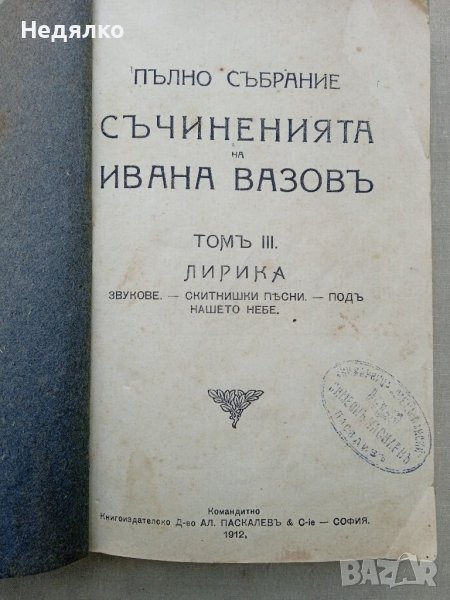 Недялко
ПЪЛНО СЪБРАНИЕ
СЪЧИНЕНИЯТА
НА
ИВАНА ВАЗОВЪ
ТОМЪ III.
ЛИРИКА
ЗВУКОВЕ. — СКИТНИШКИ ПѢСНИ. — ПОДЪ
НАШЕТО НЕБЕ.
Командитно
Книгоиздателско Д-во АЛ. ПАСКАЛЕВЪ & C-ie — СОФИЯ.
1912.
BAZAR